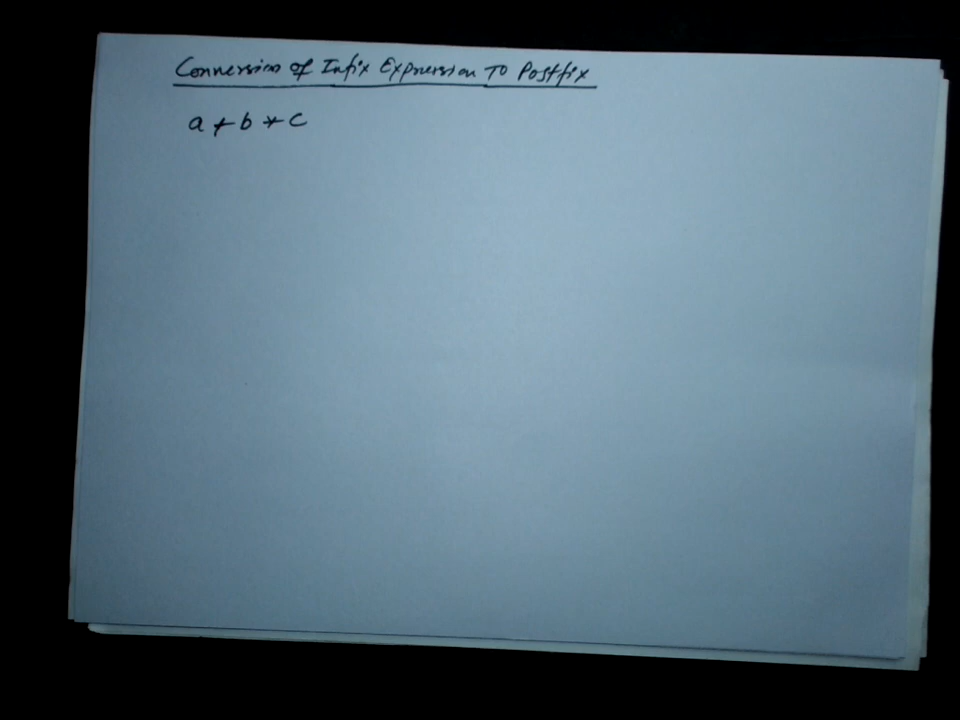 Conversion of Infix Expression To Postfix
a + b * c